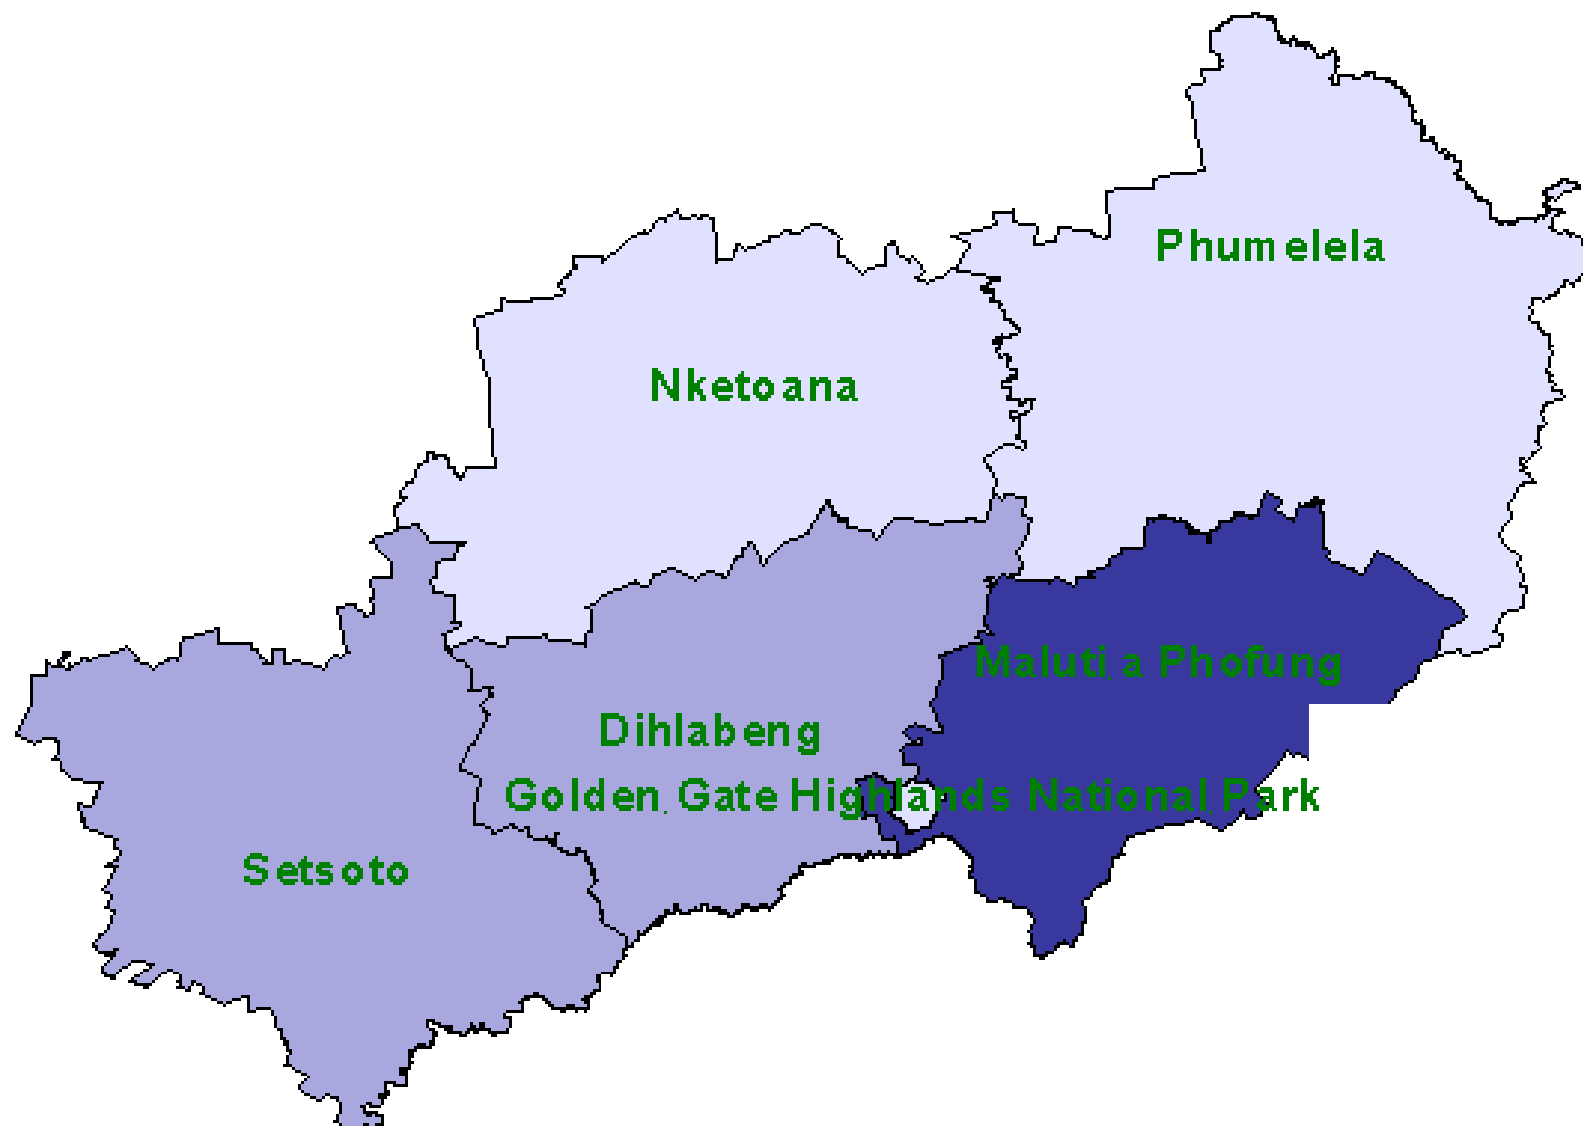 Phumelela
Nketoana
Maluti a Phofung
Dihlabeng
Golden Gate Highlands National Park
Setsoto